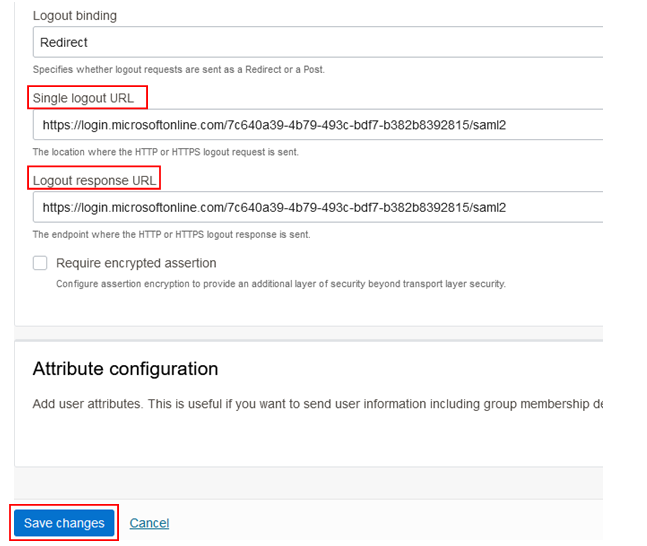 Logout binding
Redirect
Specifies whether logout requests are sent as a Redirect or a Post.
Single logout URL
https://login.microsoftonline.com/7c640a39-4b79-493c-bdf7-b382b8392815/saml2
The location where the HTTP or HTTPS logout request is sent.
Logout response URL
https://login.microsoftonline.com/7c640a39-4b79-493c-bdf7-b382b8392815/saml2
The endpoint where the HTTP or HTTPS logout response is sent.
Require encrypted assertion
Configure assertion encryption to provide an additional layer of security beyond transport layer security.
Attribute configuration
Add user attributes. This is useful if you want to send user information including group membership de
Save changes Cancel